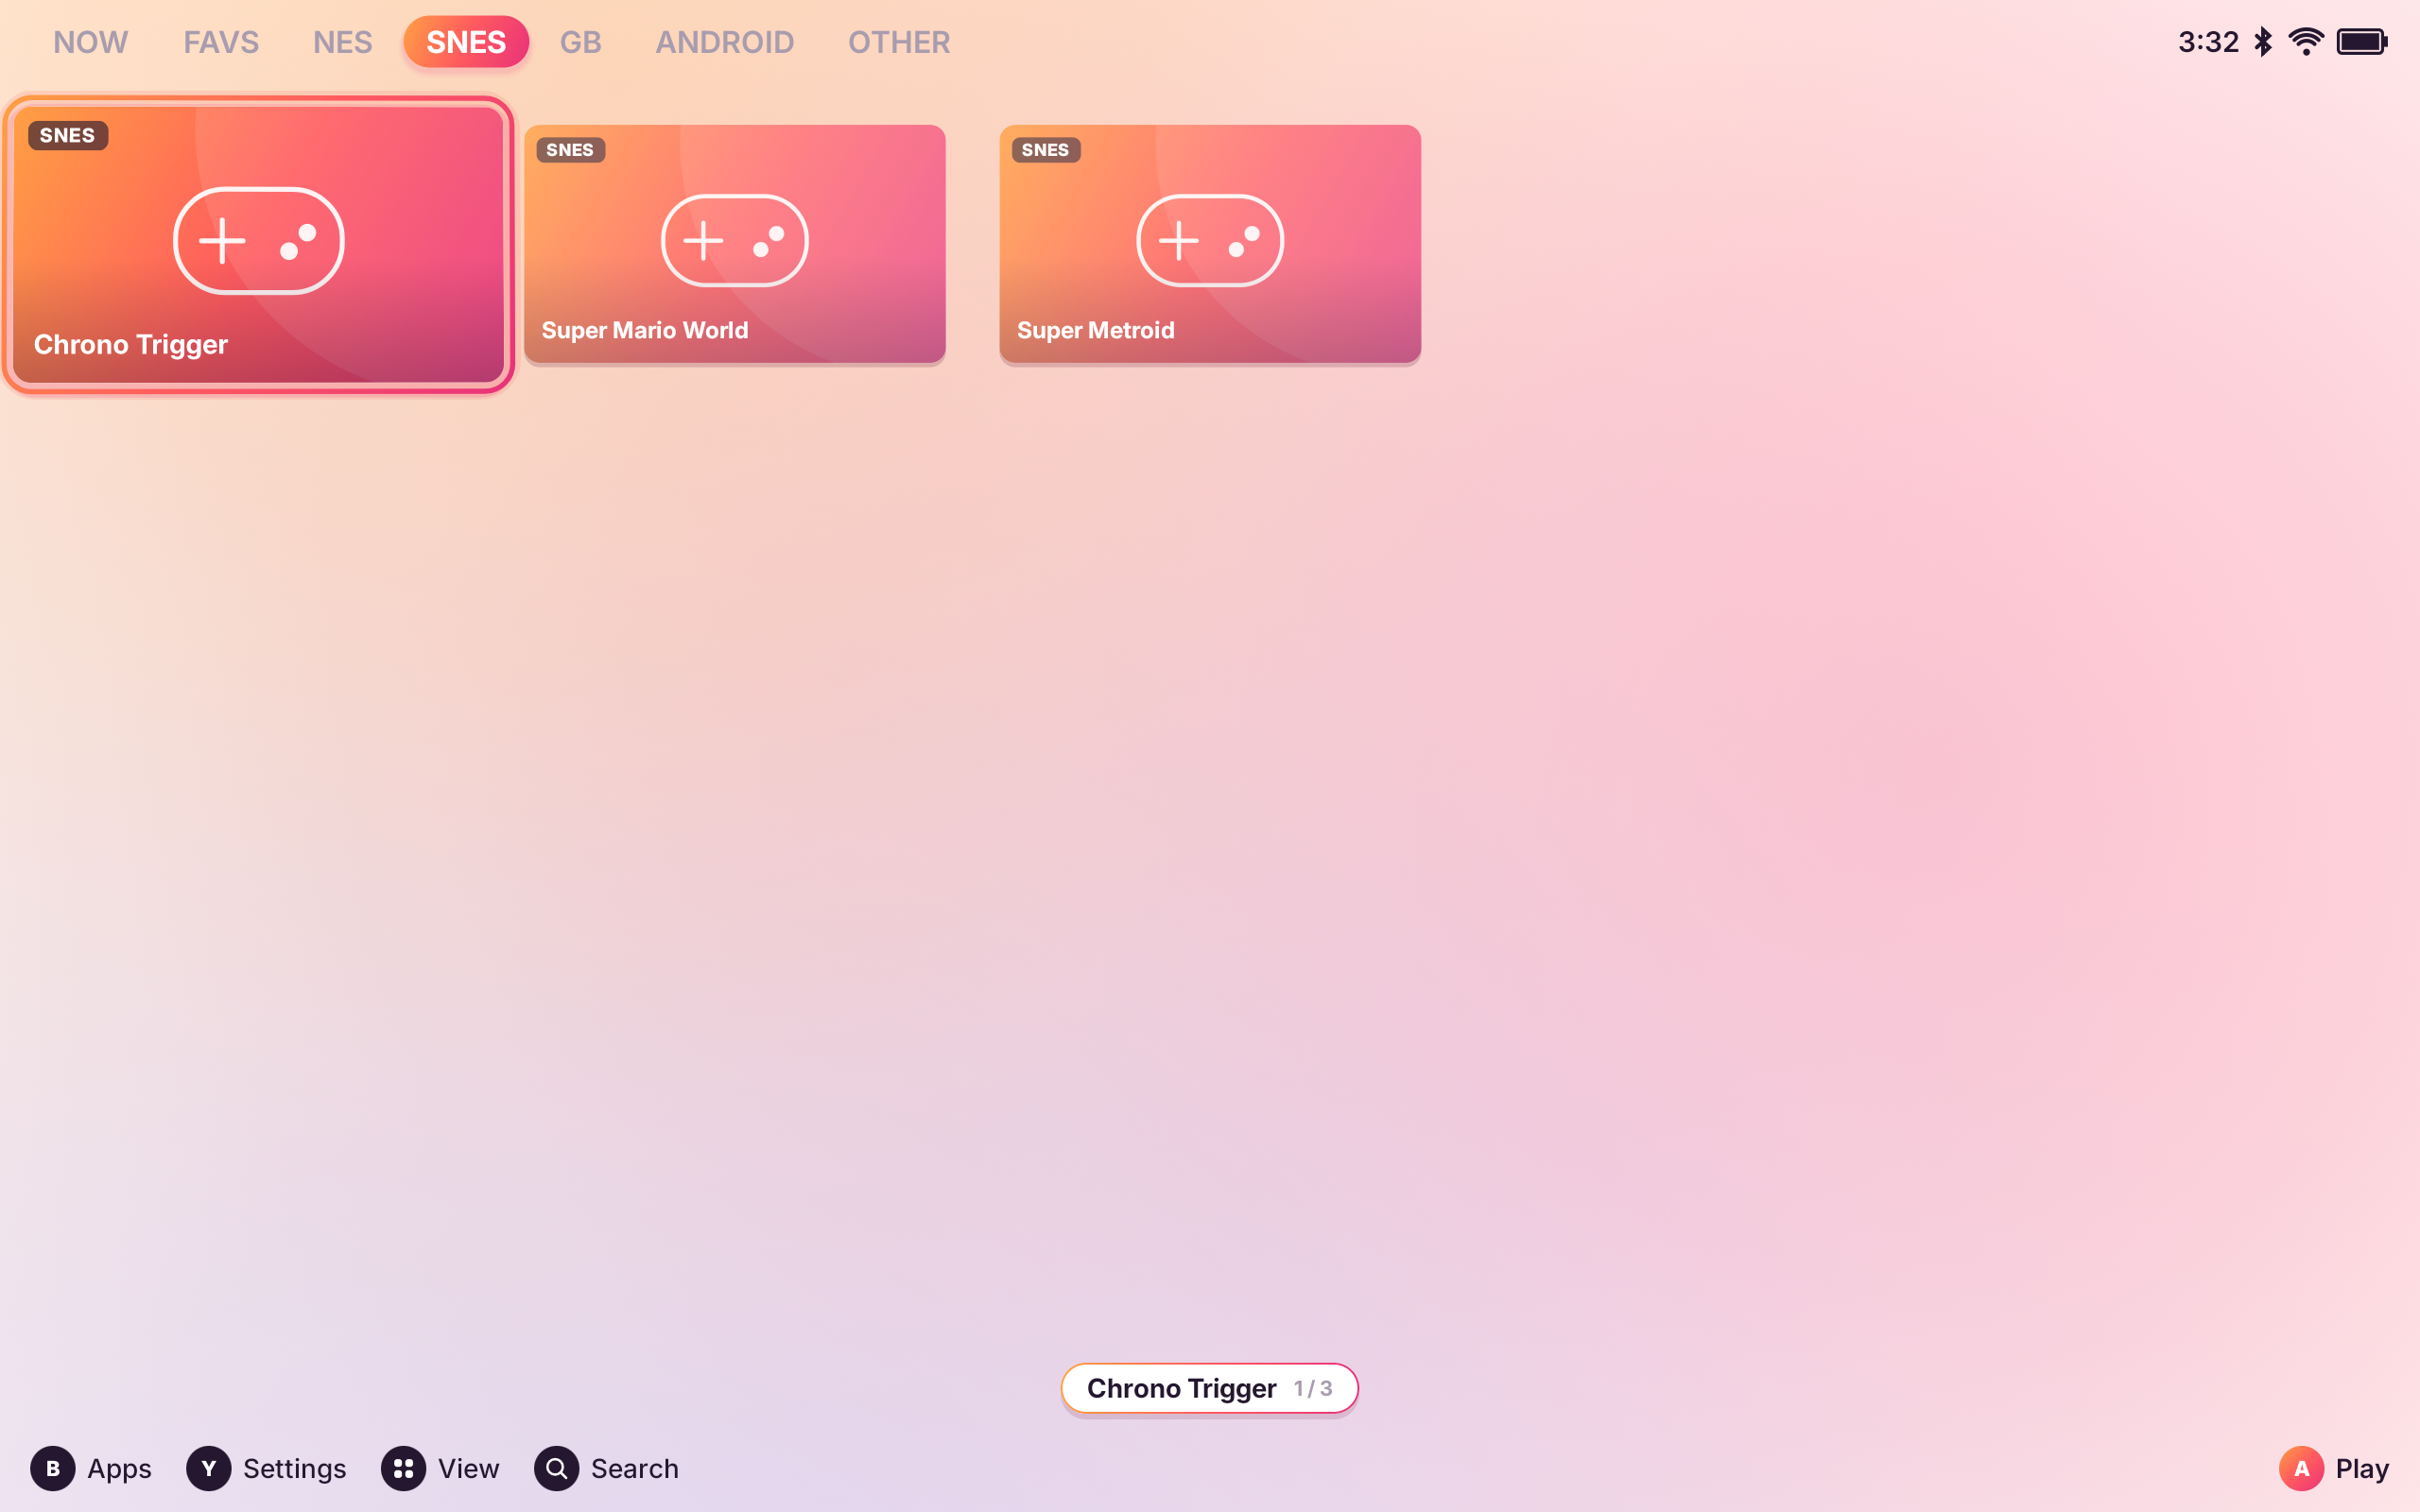 NOW FAVS NES SNES GB ANDROID OTHER 3:32
SNES
Chrono Trigger
SNES
Super Mario World
SNES
Super Metroid
Chrono Trigger 1/3
B Apps Y Settings View Search A Play